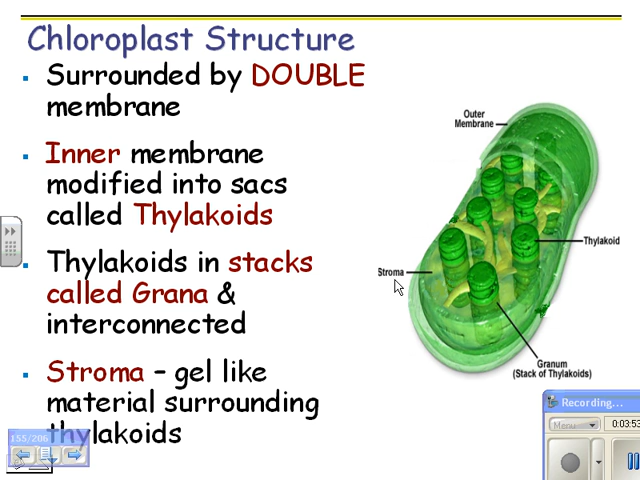 Chloroplast Structure
Surrounded by DOUBLE
membrane
Inner membrane
modified into sacs
called Thylakoids
Thylakoids in stacks
called Grana &
interconnected
Stroma – gel like
material surrounding
thylakoids
Outer
Membrane
Thylakoid
Stroma
Granum
(Stack of Thylakoids)
155/206
Recording...
Menu
0:03:53